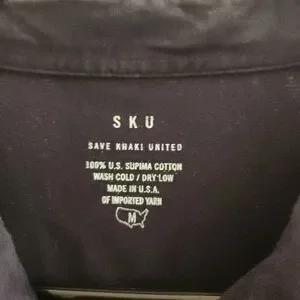 SKU
SAVE KHAKI UNITED
100% U.S. SUPIMA COTTON
WASH COLD / DRY LOW
MADE IN U.S.A.
OF IMPORTED YARN
M